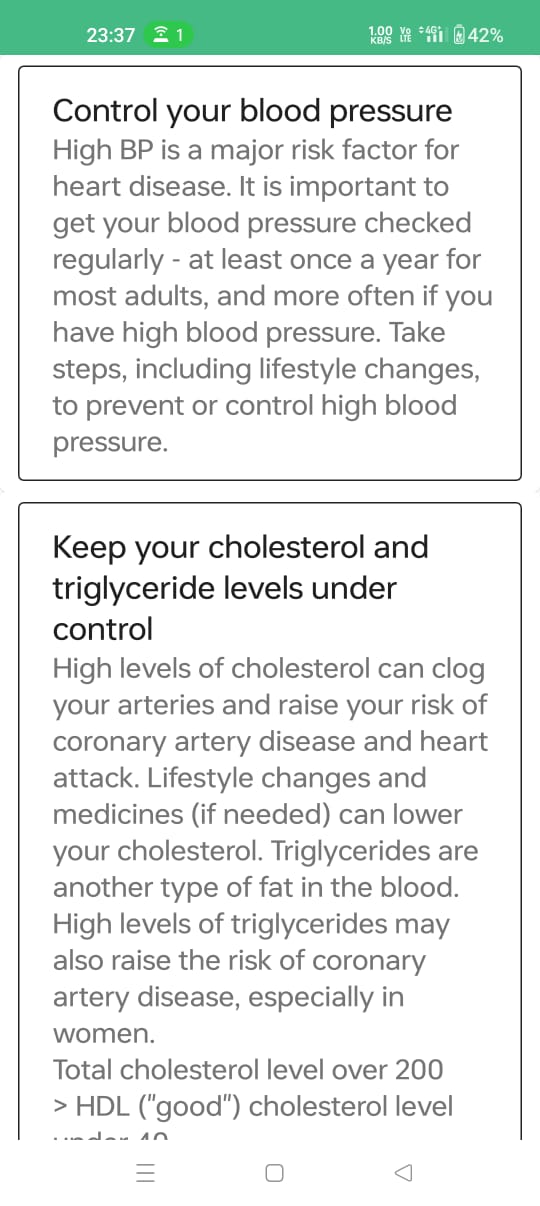 23:37 1 1.00 KB/S Vo LTE 4G+ 42%
Control your blood pressure
High BP is a major risk factor for
heart disease. It is important to
get your blood pressure checked
regularly - at least once a year for
most adults, and more often if you
have high blood pressure. Take
steps, including lifestyle changes,
to prevent or control high blood
pressure.
Keep your cholesterol and
triglyceride levels under
control
High levels of cholesterol can clog
your arteries and raise your risk of
coronary artery disease and heart
attack. Lifestyle changes and
medicines (if needed) can lower
your cholesterol. Triglycerides are
another type of fat in the blood.
High levels of triglycerides may
also raise the risk of coronary
artery disease, especially in
women.
Total cholesterol level over 200
> HDL ("good") cholesterol level